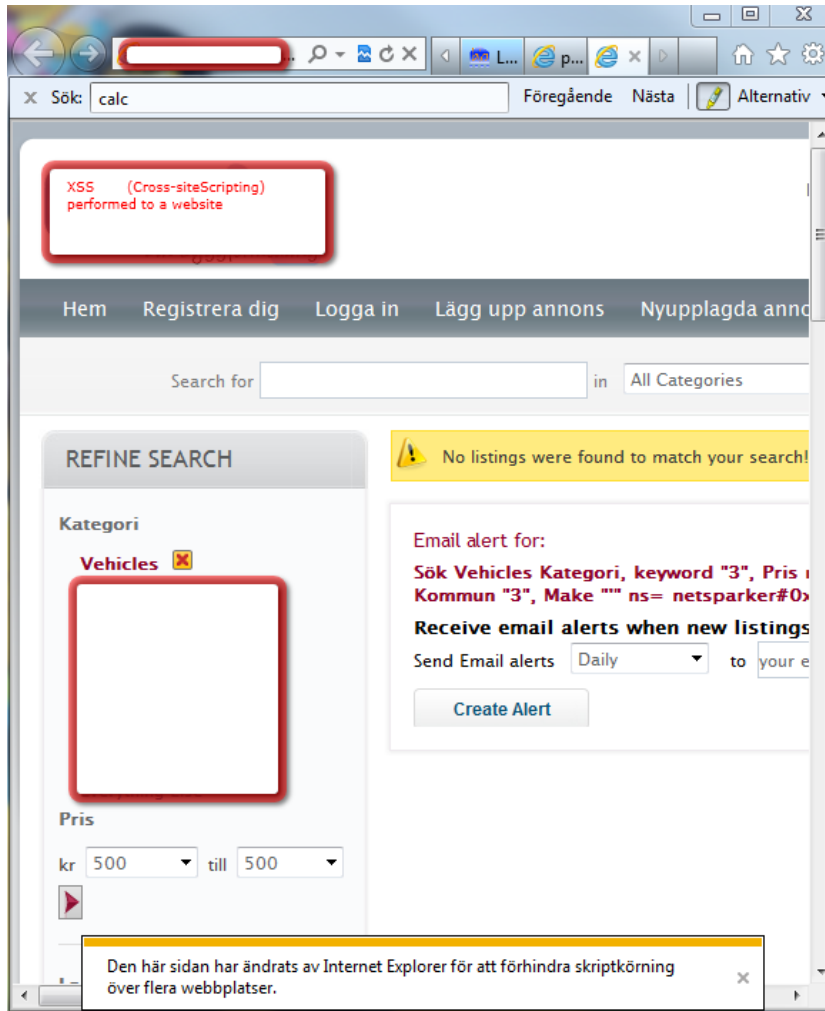 L... p...
Sök: calc Föregående Nästa Alternativ
XSS (Cross-siteScripting)
performed to a website
Hem Registrera dig Logga in Lägg upp annons Nyupplagda anno
Search for in All Categories
REFINE SEARCH
No listings were found to match your search!
Kategori
Vehicles
Email alert for:
Sök Vehicles Kategori, keyword "3", Pris
Kommun "3", Make "'" ns= netsparker#0x
Receive email alerts when new listings
Send Email alerts Daily to your e
Create Alert
Pris
kr 500 till 500
Den här sidan har ändrats av Internet Explorer för att förhindra skriptkörning
över flera webbplatser.